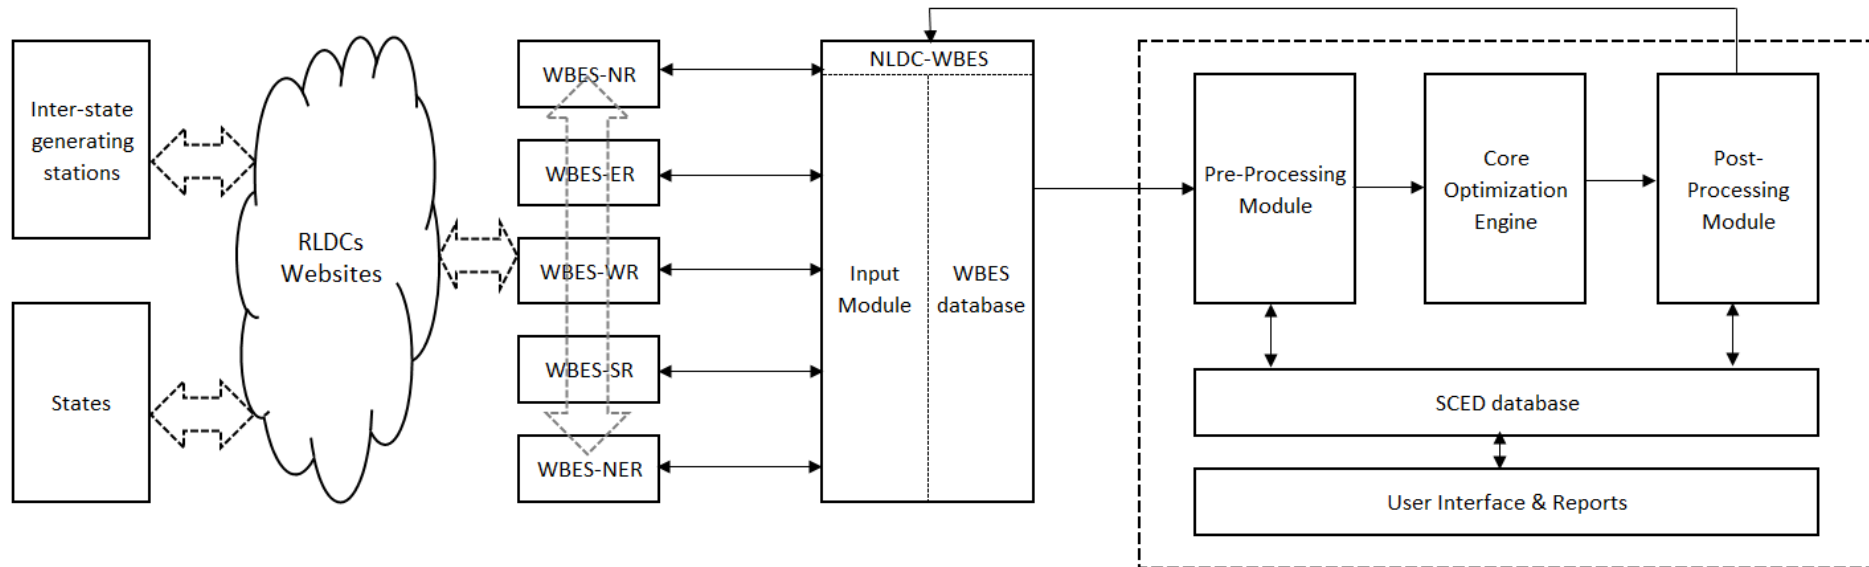 Inter-state
generating
stations
States
RLDCs
Websites
WBES-NR
WBES-ER
WBES-WR
WBES-SR
WBES-NER
NLDC-WBES
Input
Module
WBES
database
Pre-Processing
Module
Core
Optimization
Engine
Post-
Processing
Module
SCED database
User Interface & Reports